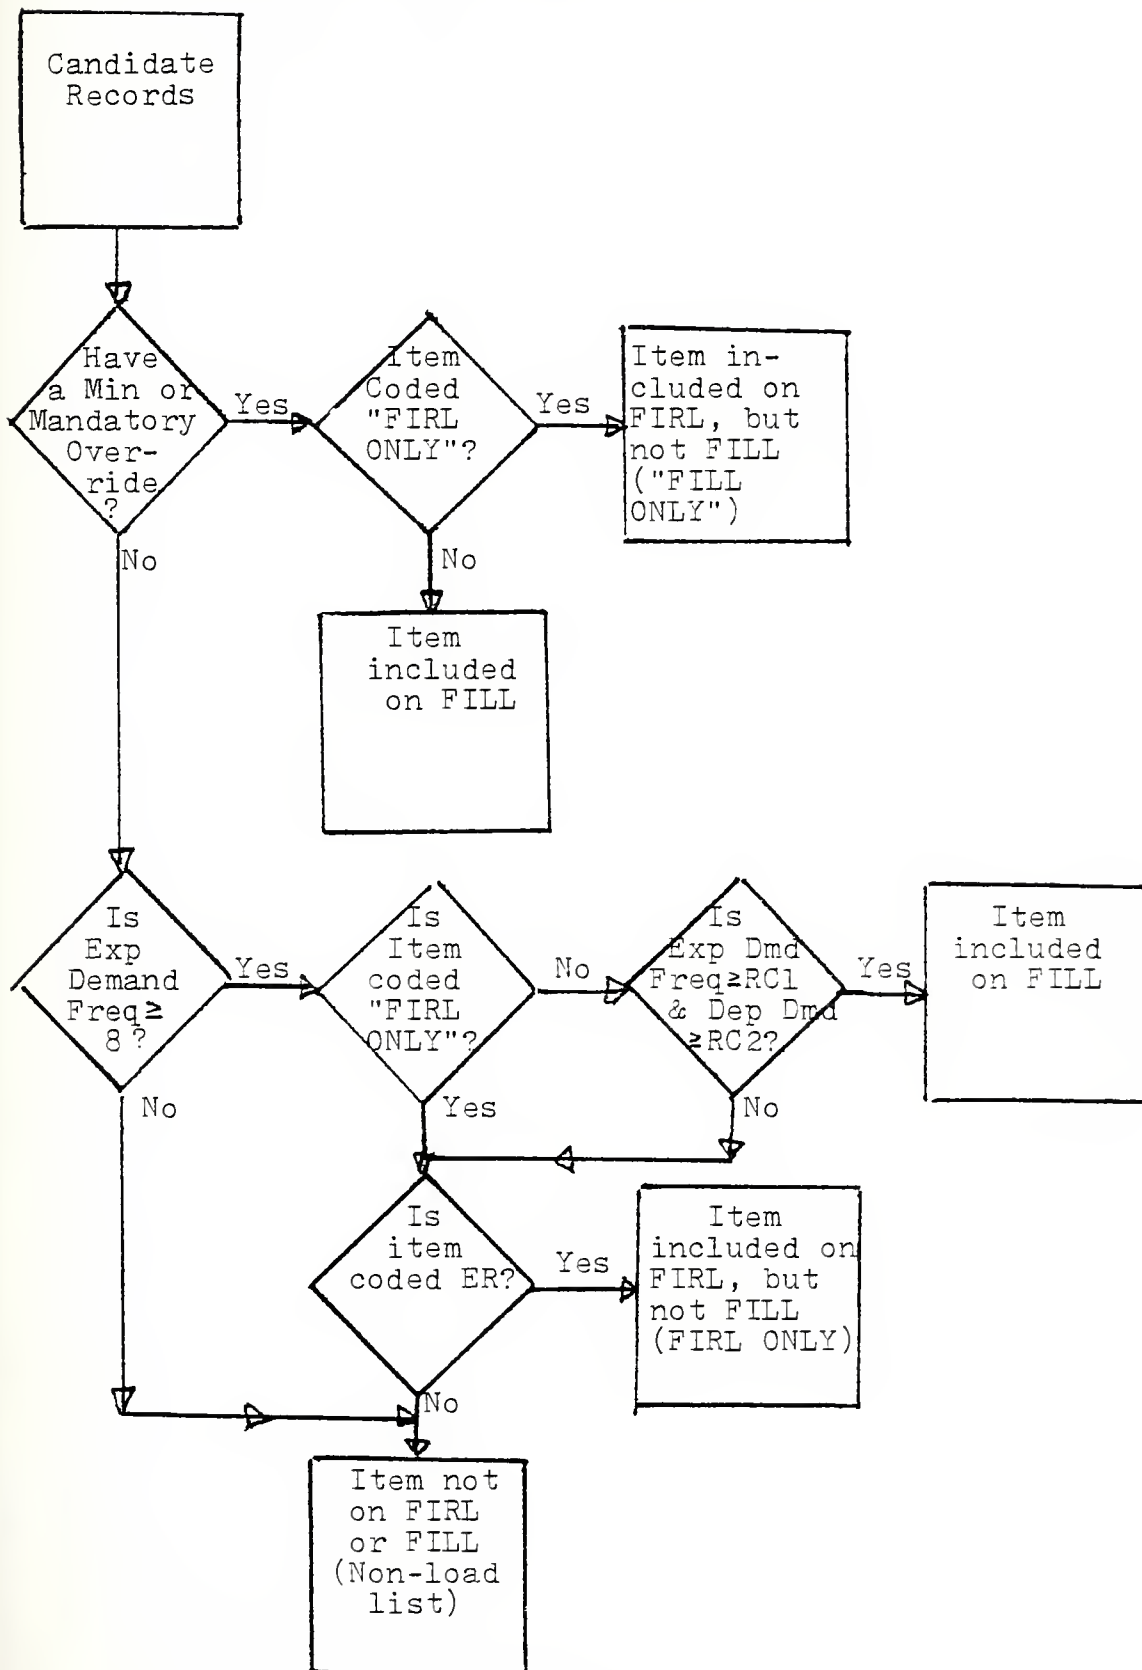 Candidate
Records
Have
a Min or
Mandatory
Over-
ride
?
Yes
Item
Coded
"FIRL
ONLY"?
Yes
Item in-
cluded on
FIRL, but
not FILL
("FILL
ONLY")
No
No
Item
included
on FILL
Is
Exp
Demand
Freq≥
8?
Yes
Is
Item
coded
"FIRL
ONLY"?
No
Is
Exp Dmd
Freq≥RC1
& Dep Dmd
≥RC2?
Yes
Item
included
on FILL
No
Yes
No
Is
item
coded ER?
Yes
Item
included on
FIRL, but
not FILL
(FIRL ONLY)
No
Item not
on FIRL
or FILL
(Non-load
list)